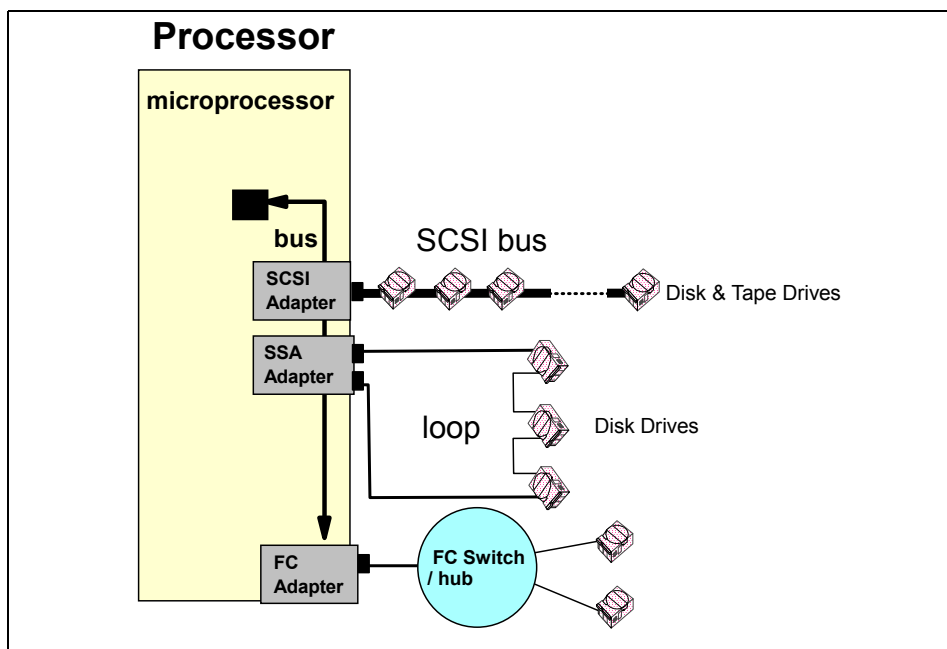 Processor
microprocessor
bus
SCSI bus
SCSI
Adapter
Disk & Tape Drives
SSA
Adapter
loop
Disk Drives
FC
Adapter
FC Switch
/ hub